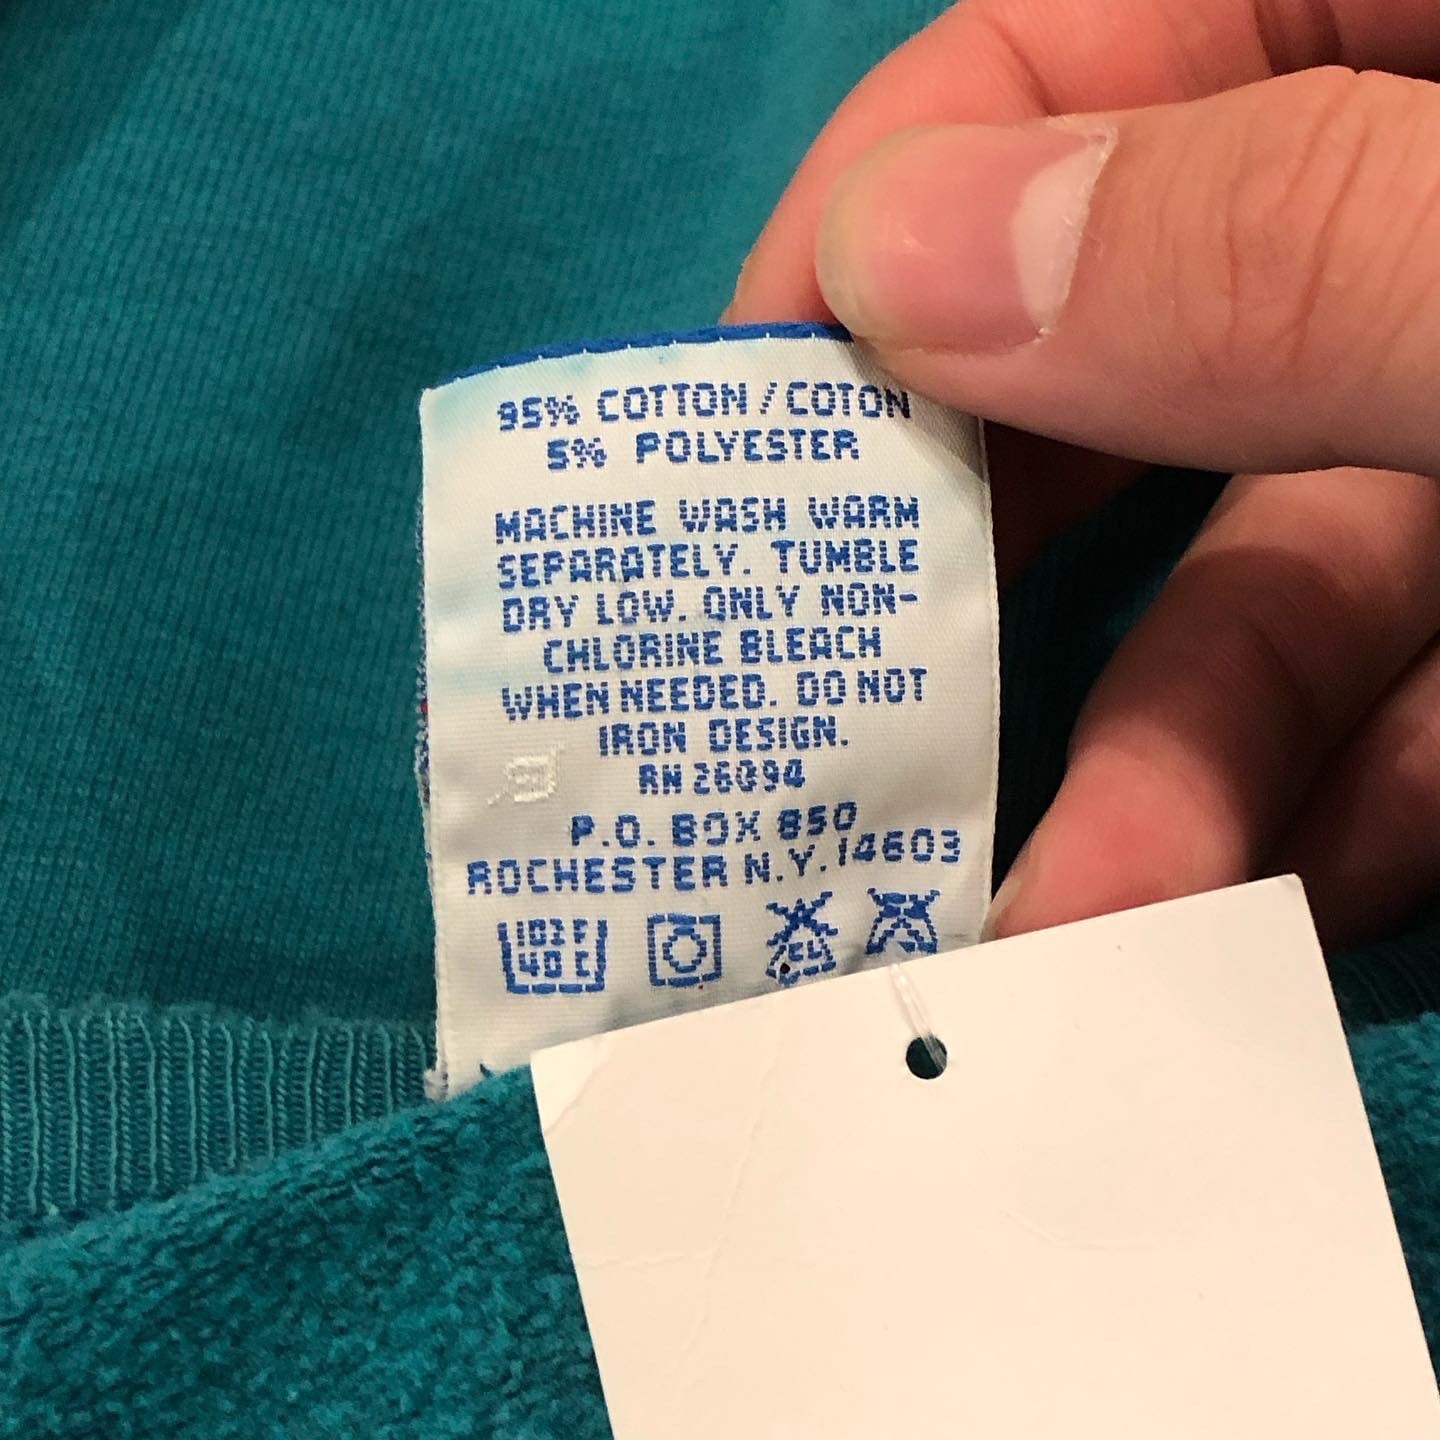 95% COTTON / COTON
5% POLYESTER
MACHINE WASH WARM
SEPARATELY. TUMBLE
DRY LOW. ONLY NON-
CHLORINE BLEACH
WHEN NEEDED. DO NOT
IRON DESIGN.
RN 26094
P.O. BOX 850
ROCHESTER N.Y. 14603
40 C